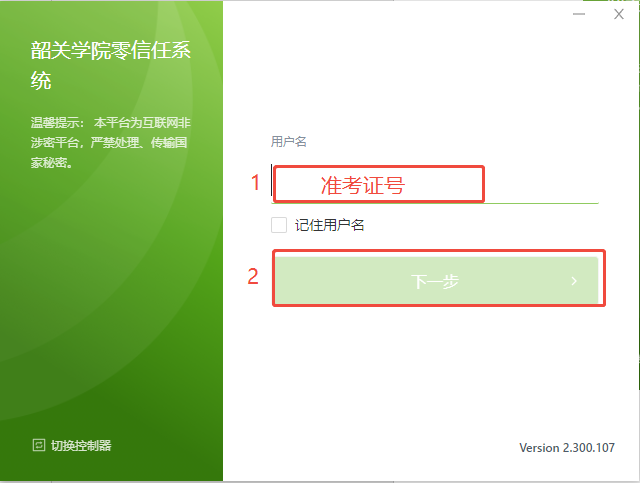 韶关学院零信任系
统
温馨提示： 本平台为互联网非
涉密平台，严禁处理、传输国
家秘密。
用户名
1 准考证号
记住用户名
2 下一步
切换控制器
Version 2.300.107